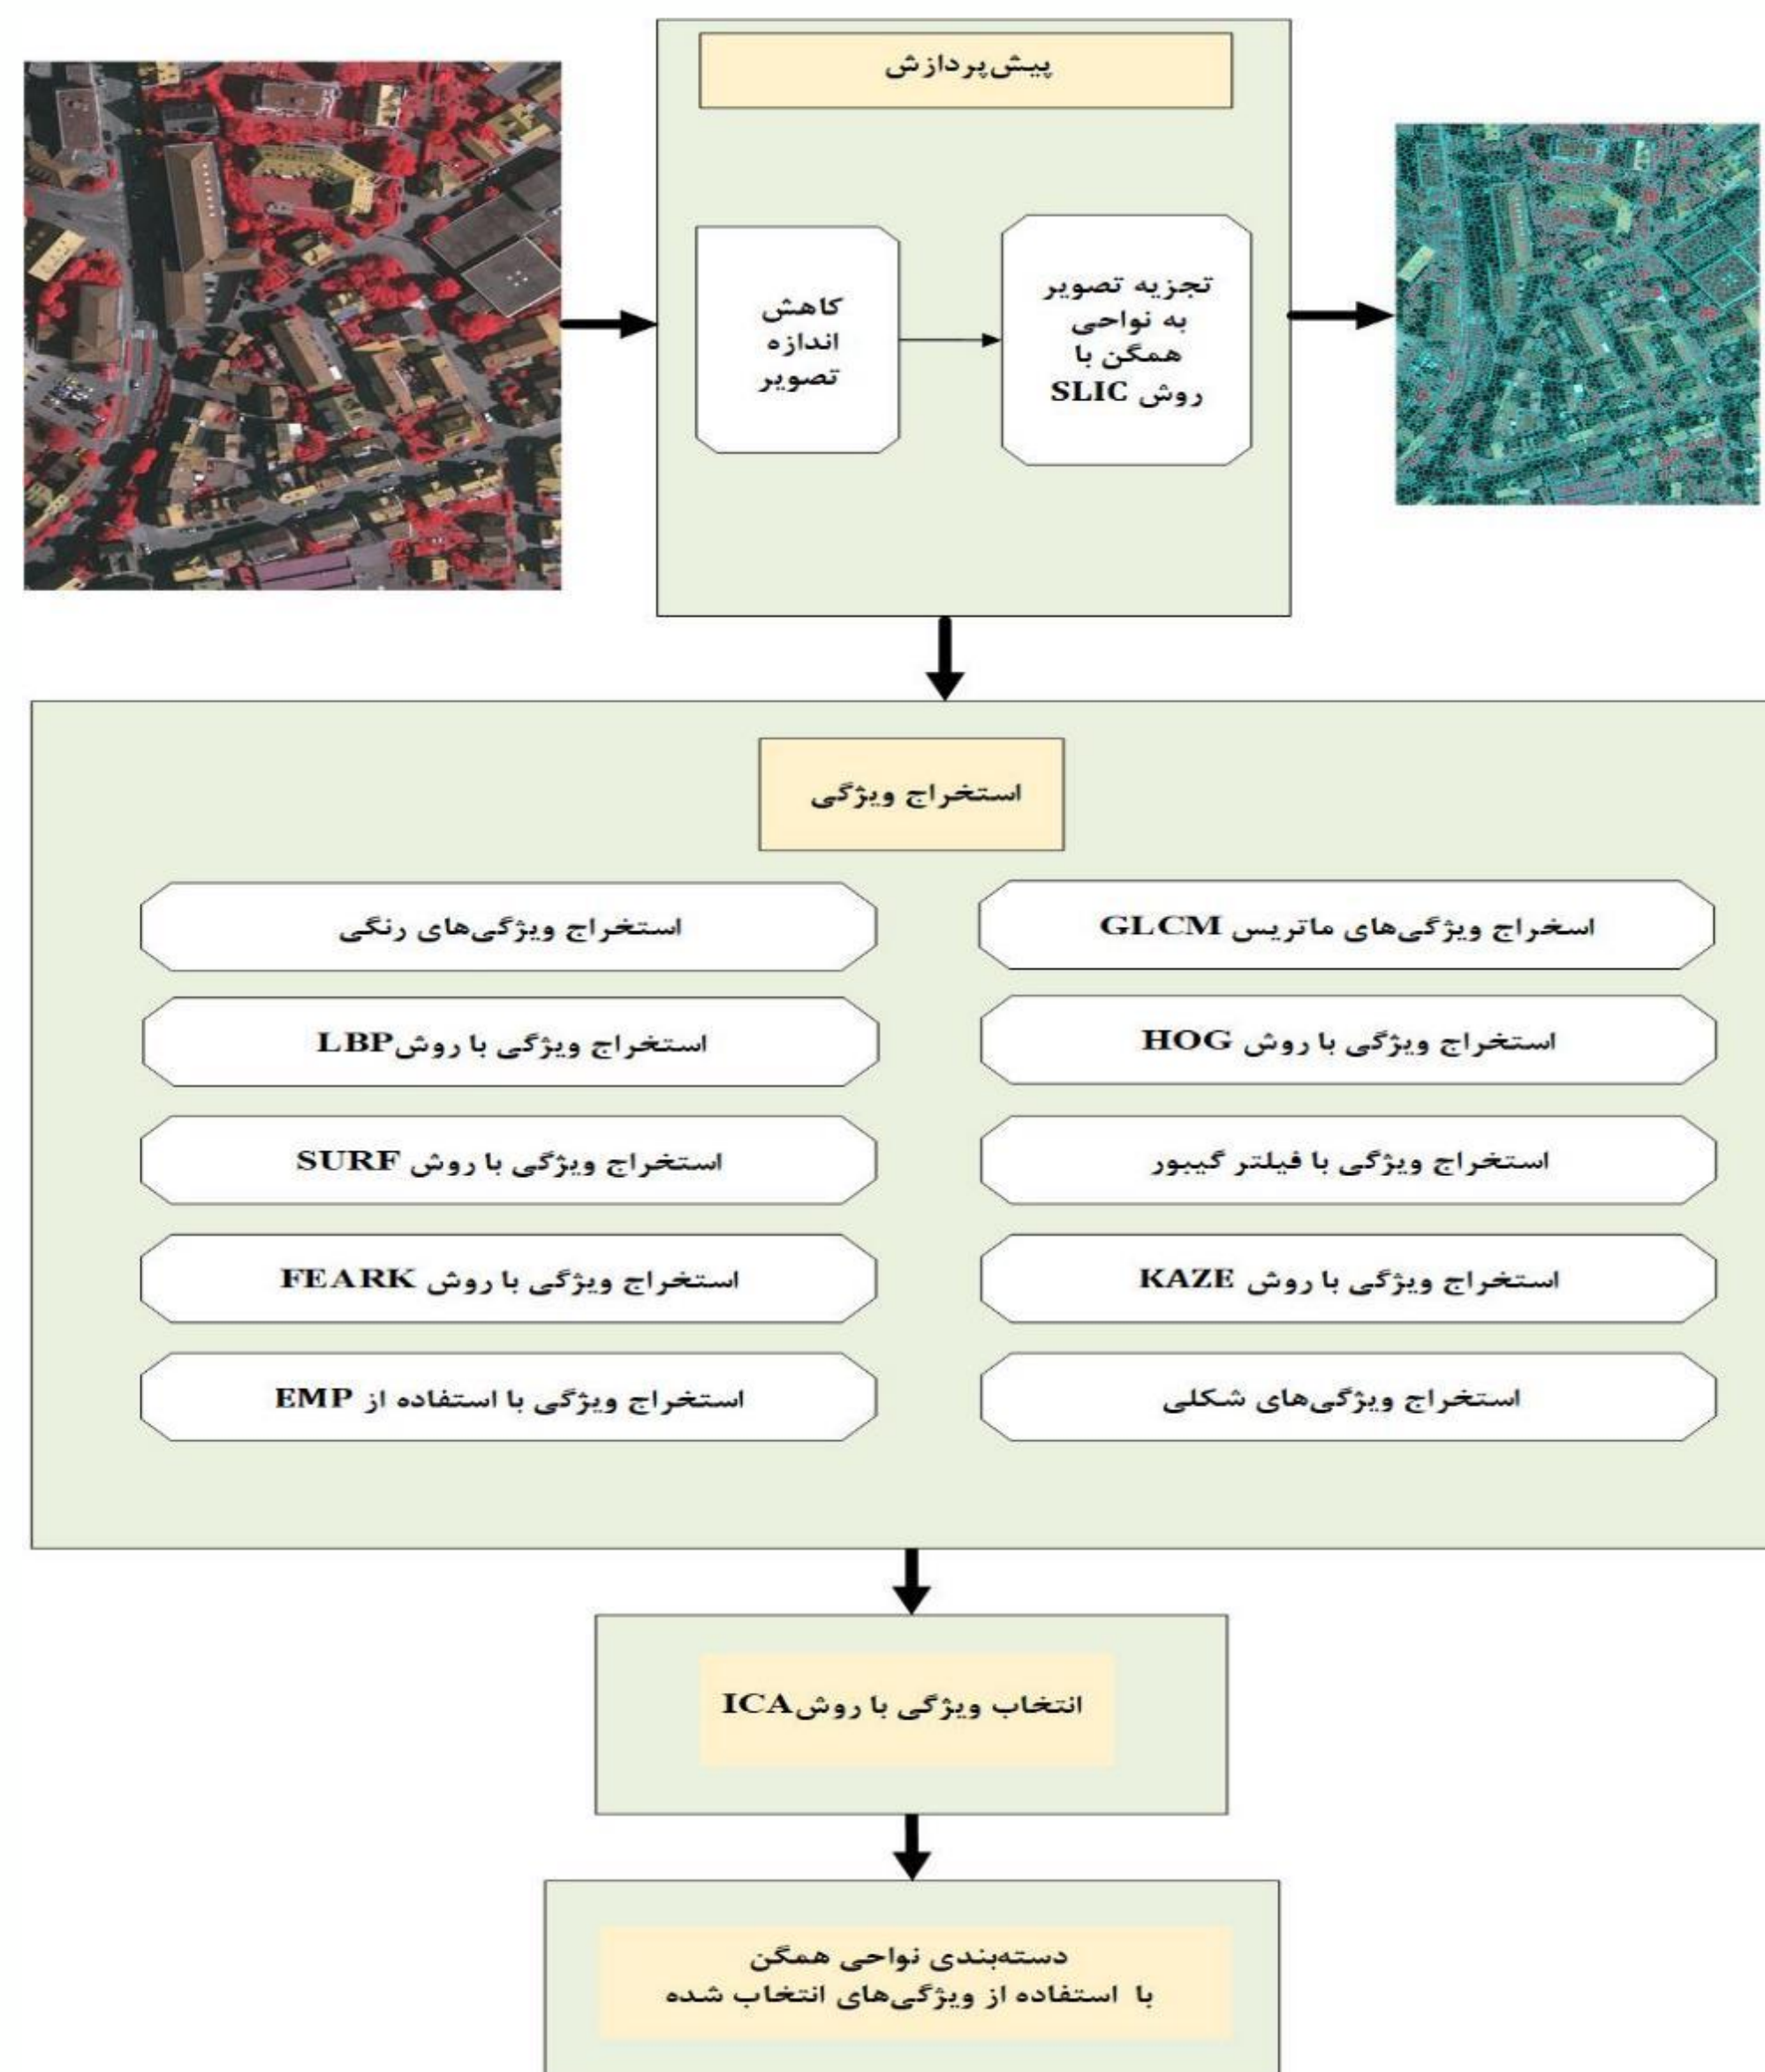 پیش‌پردازش
کاهش
اندازه
تصویر
تجزیه تصویر
به نواحی
همگن با
روش SLIC
استخراج ویژگی
اسخراج ویژگی‌های ماتریس GLCM
استخراج ویژگی‌های رنگی
استخراج ویژگی با روش HOG
استخراج ویژگی با روشLBP
استخراج ویژگی با فیلتر گیبور
استخراج ویژگی با روش SURF
استخراج ویژگی با روش KAZE
استخراج ویژگی با روش FEARK
استخراج ویژگی‌های شکلی
استخراج ویژگی با استفاده از EMP
انتخاب ویژگی با روشICA
دسته‌بندی نواحی همگن
با استفاده از ویژگی‌های انتخاب شده